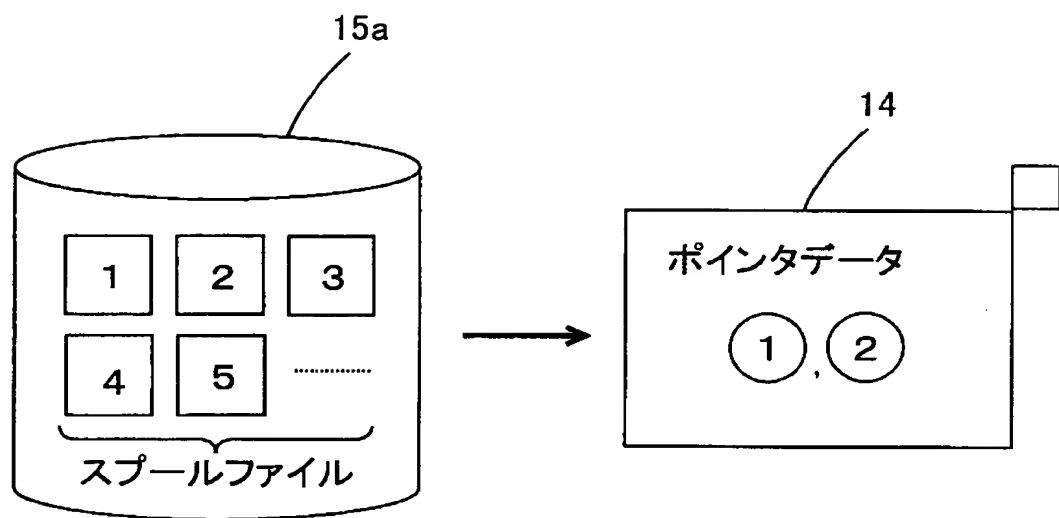 15a
14
1 2 3
4 5 ............
スプールファイル
ポインタデータ
1 , 2